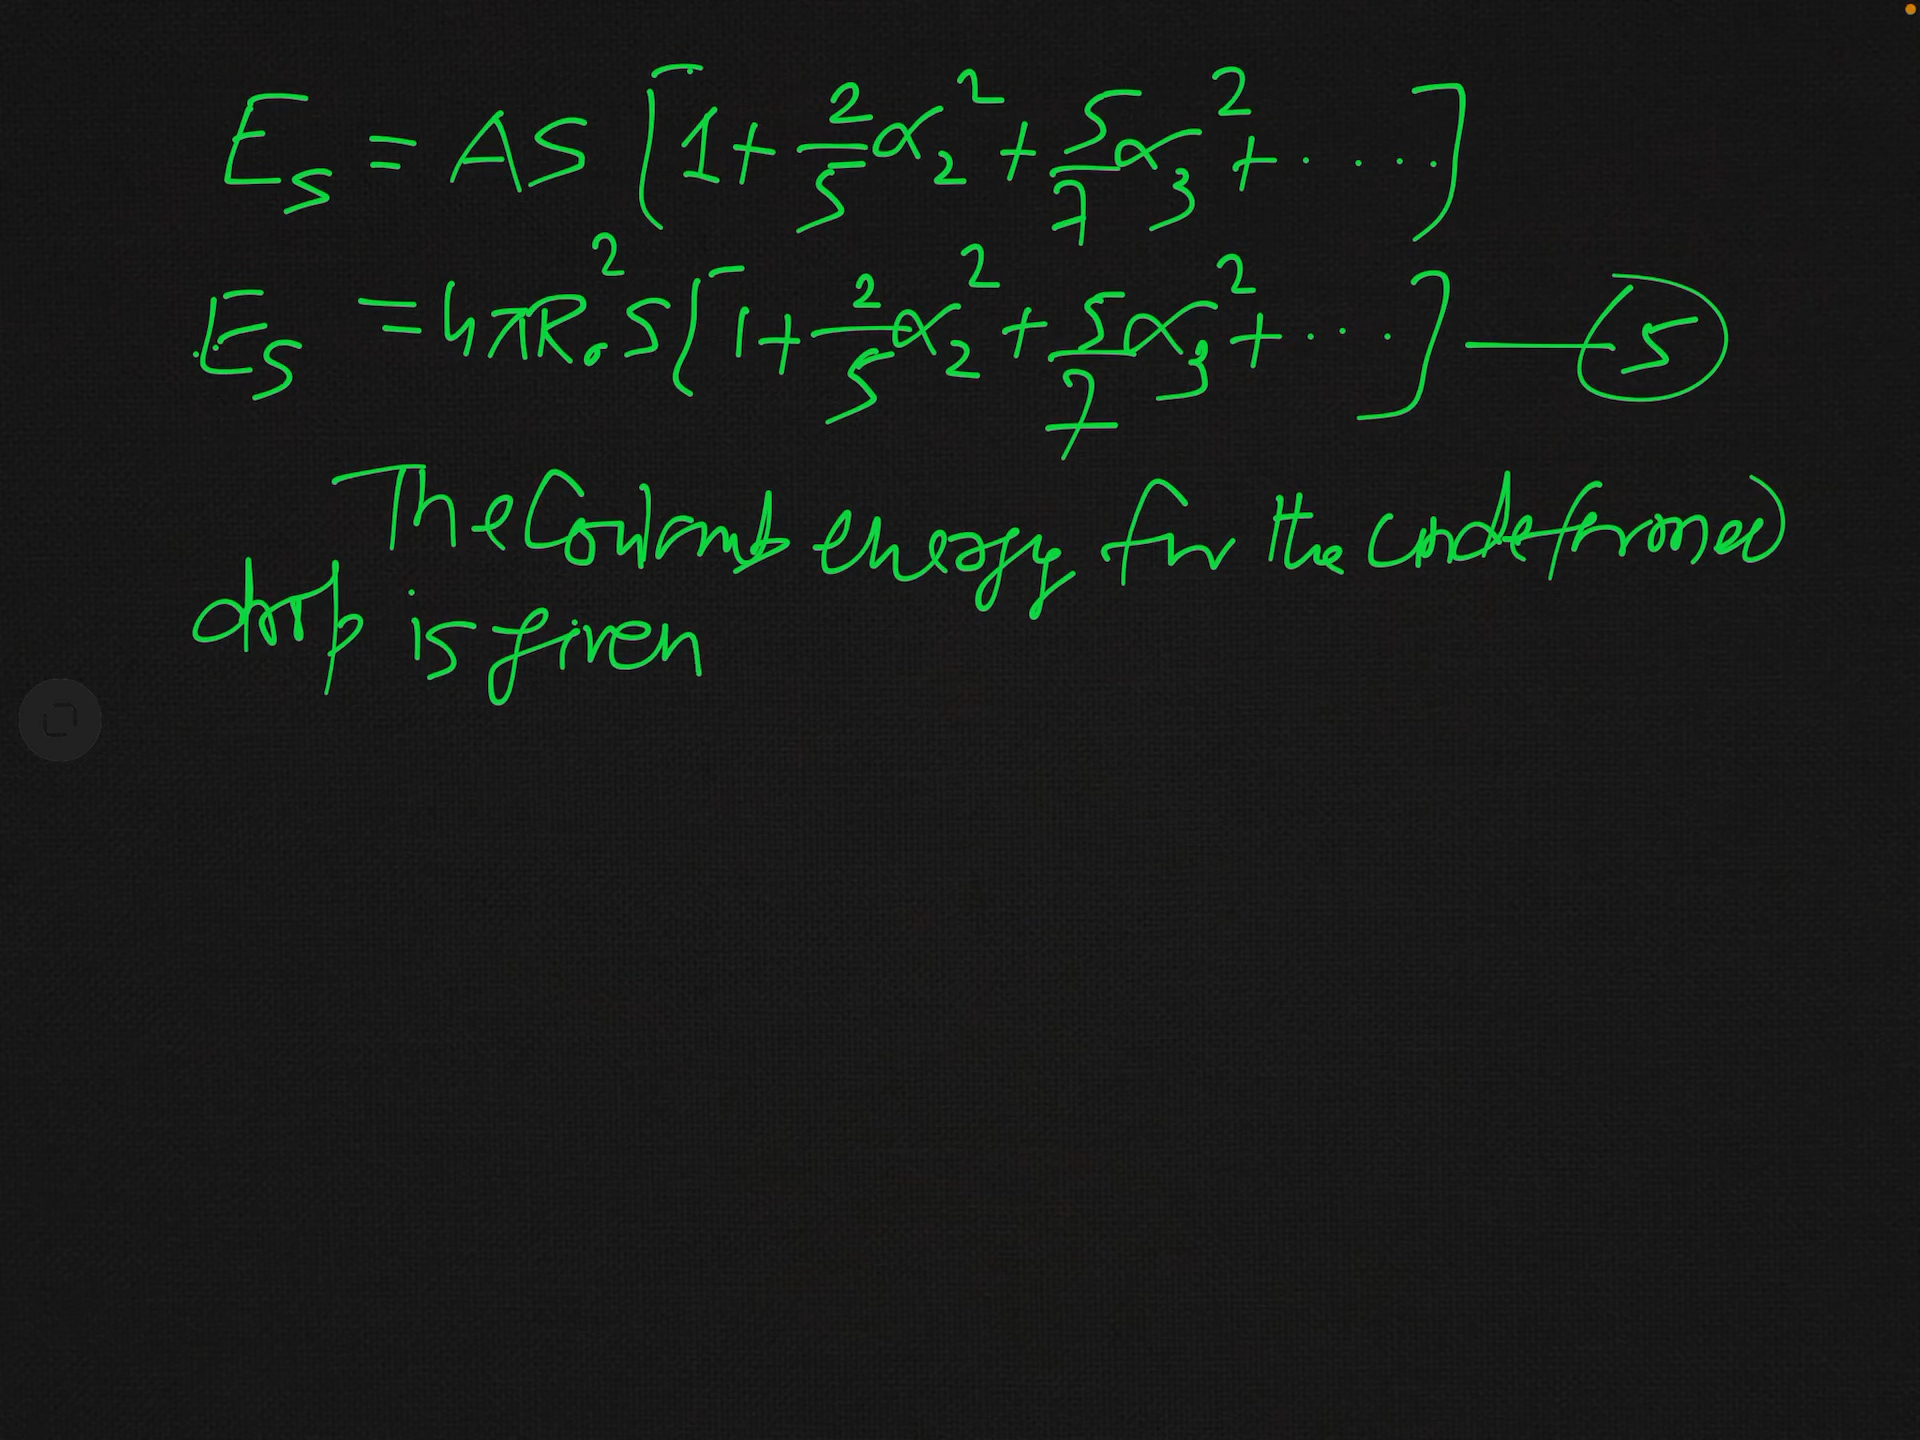 E_S = AS [1 + 2/5 α_2^2 + 5/7 α_3^2 + .....]
E_S = 4πR_0^2 S [1 + 2/5 α_2^2 + 5/7 α_3^2 + ...] — (5)
The Coulomb energy for the undeformed
drop is given